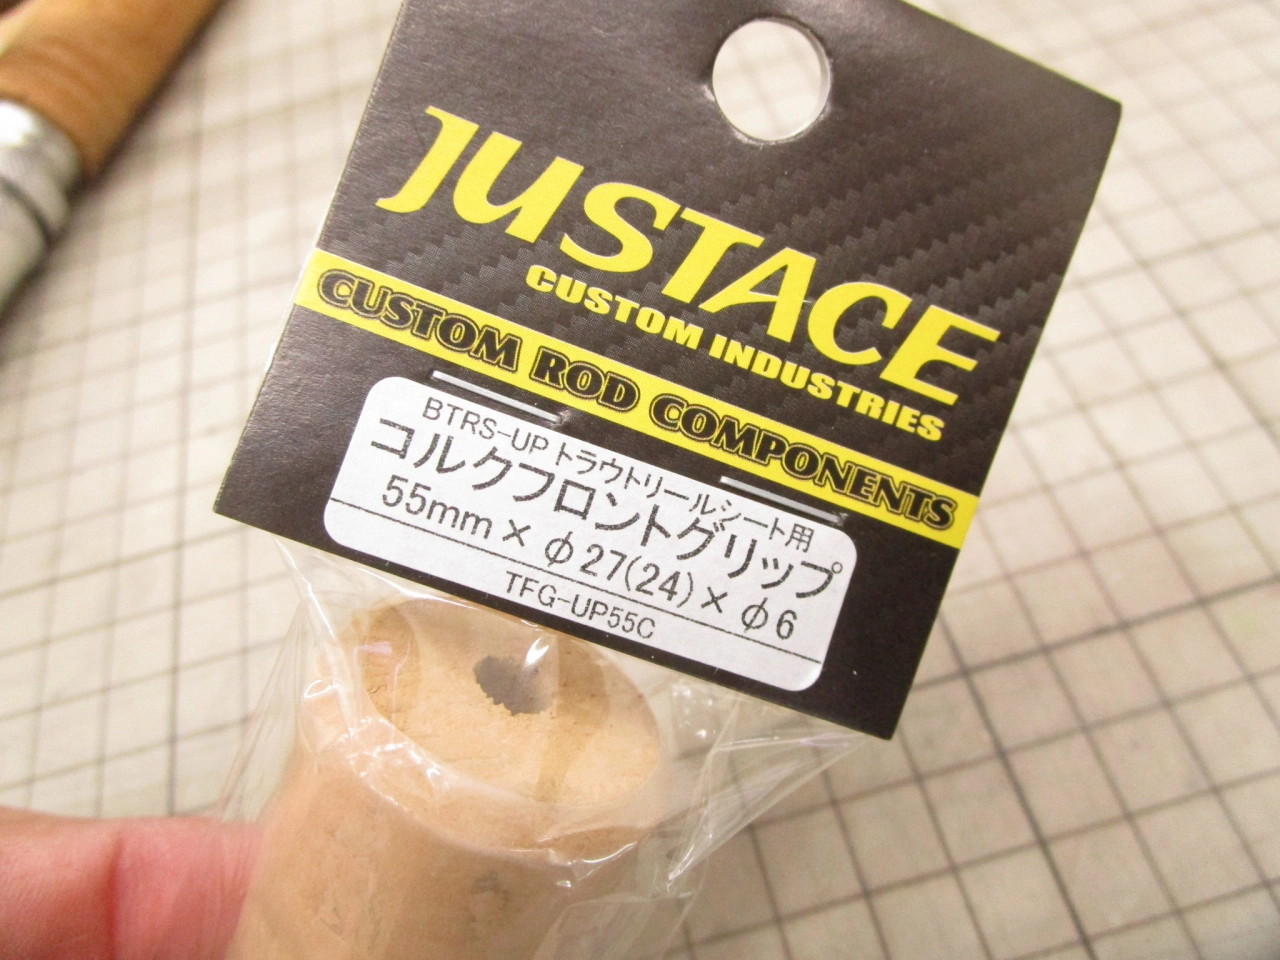 JUSTACE
CUSTOM INDUSTRIES
CUSTOM ROD COMPONENTS
BTRS-UP トラウトリールシート用
コルクフロントグリップ
55mm×φ27(24)×φ6
TFG-UP55C